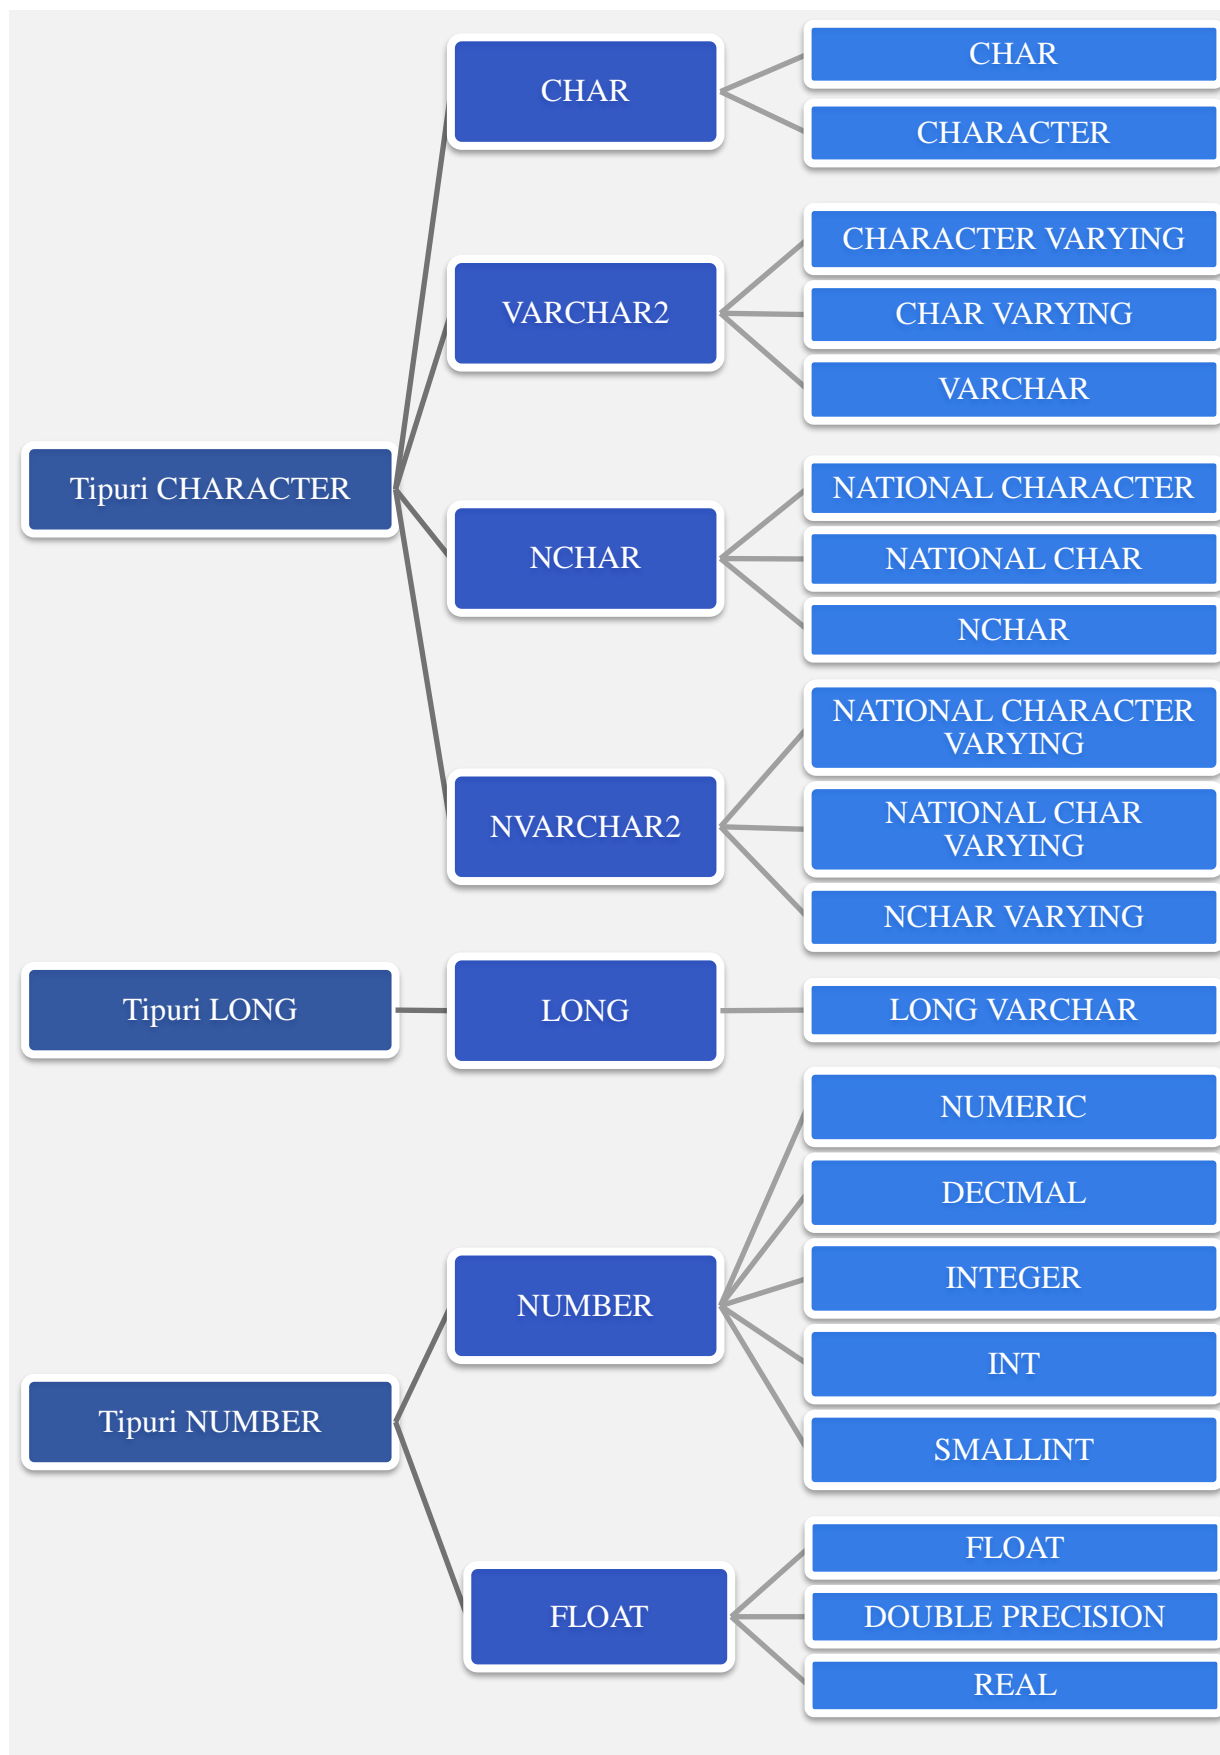 Tipuri CHARACTER
CHAR
CHAR
CHARACTER
VARCHAR2
CHARACTER VARYING
CHAR VARYING
VARCHAR
NCHAR
NATIONAL CHARACTER
NATIONAL CHAR
NCHAR
NVARCHAR2
NATIONAL CHARACTER
VARYING
NATIONAL CHAR
VARYING
NCHAR VARYING
Tipuri LONG
LONG
LONG VARCHAR
Tipuri NUMBER
NUMBER
NUMERIC
DECIMAL
INTEGER
INT
SMALLINT
FLOAT
FLOAT
DOUBLE PRECISION
REAL